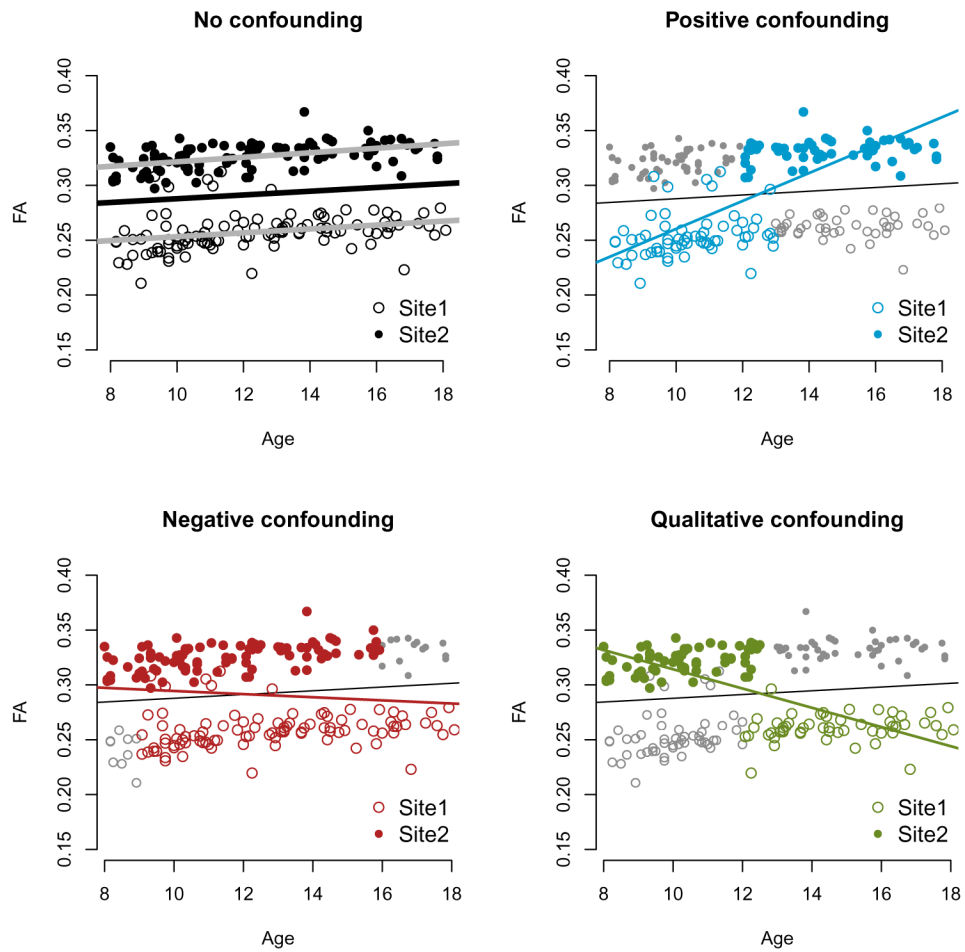 No confounding
FA
0.15 0.20 0.25 0.30 0.35 0.40
Site1
Site2
8 10 12 14 16 18
Age
Positive confounding
FA
0.15 0.20 0.25 0.30 0.35 0.40
Site1
Site2
8 10 12 14 16 18
Age
Negative confounding
FA
0.15 0.20 0.25 0.30 0.35 0.40
Site1
Site2
8 10 12 14 16 18
Age
Qualitative confounding
FA
0.15 0.20 0.25 0.30 0.35 0.40
Site1
Site2
8 10 12 14 16 18
Age